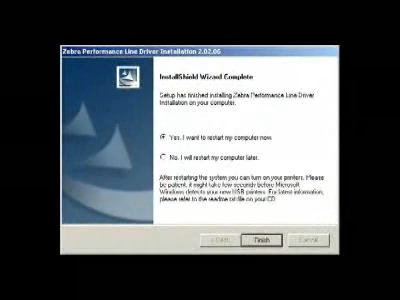 Zebra Performance Line Driver Installation 2.02.06
InstallShield Wizard Complete
Setup has finished installing Zebra Performance Line Driver
Installation on your computer.
Yes, I want to restart my computer now.
No, I will restart my computer later.
After restarting the system you can turn on your printers. Please
be patient, it might take few seconds before Microsoft
Windows detects your new USB printers. For latest information,
please refer to the readme.txt file on your CD.
< Back
Finish
Cancel